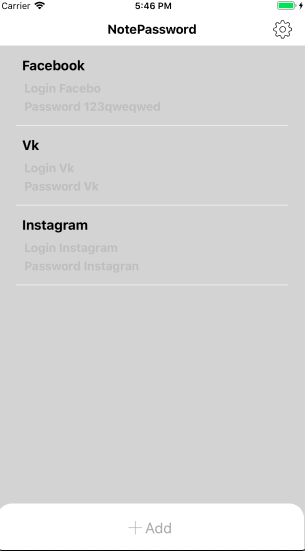 Carrier 5:46 PM
NotePassword
Facebook
Login Facebo
Password 123qweqwed
Vk
Login Vk
Password Vk
Instagram
Login Instagram
Password Instagran
Add